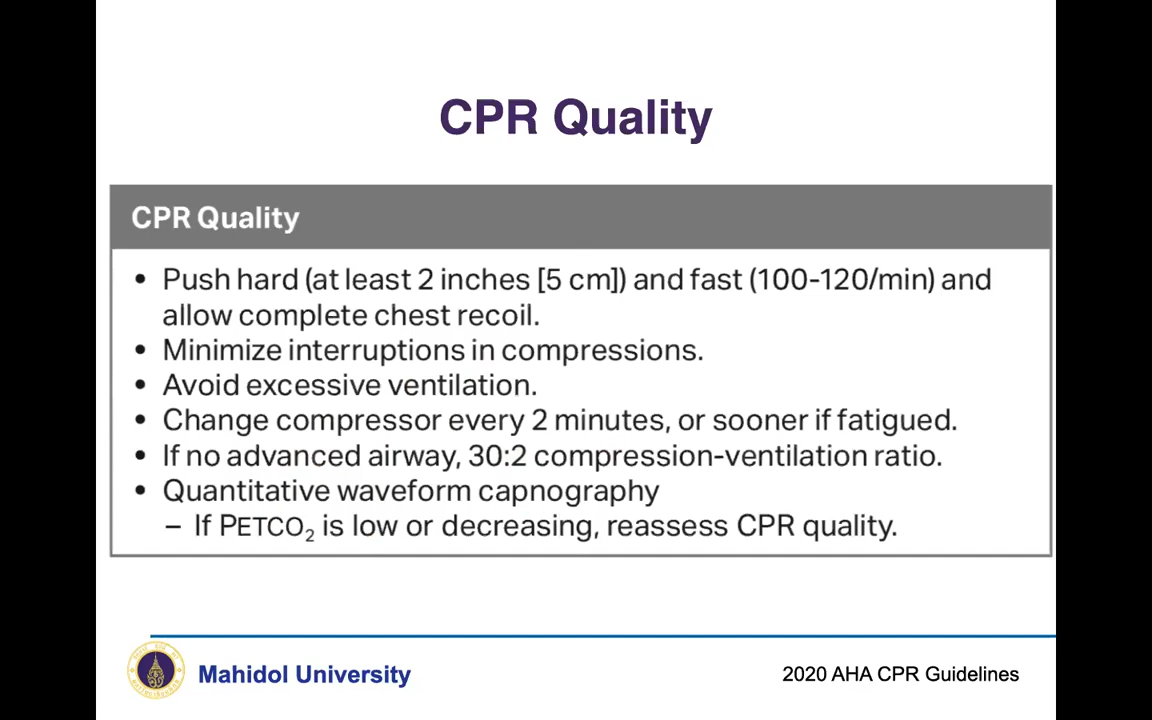 CPR Quality
CPR Quality
• Push hard (at least 2 inches [5 cm]) and fast (100-120/min) and
allow complete chest recoil.
• Minimize interruptions in compressions.
• Avoid excessive ventilation.
• Change compressor every 2 minutes, or sooner if fatigued.
• If no advanced airway, 30:2 compression-ventilation ratio.
• Quantitative waveform capnography
– If PETCO₂ is low or decreasing, reassess CPR quality.
Mahidol University
2020 AHA CPR Guidelines